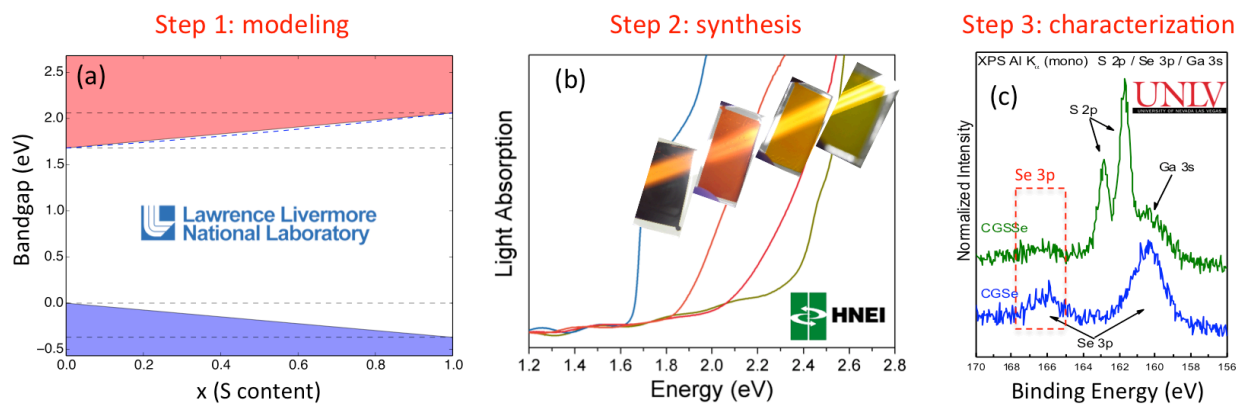 Step 1: modeling
(a)
2.5
2.0
1.5
1.0
0.5
0.0
−0.5
Bandgap (eV)
Lawrence Livermore
National Laboratory
0.0 0.2 0.4 0.6 0.8 1.0
x (S content)
Step 2: synthesis
(b)
Light Absorption
HNEI
1.2 1.4 1.6 1.8 2.0 2.2 2.4 2.6 2.8
Energy (eV)
Step 3: characterization
XPS Al Kα (mono) S 2p / Se 3p / Ga 3s
(c)
UNLV
UNIVERSITY OF NEVADA LAS VEGAS
S 2p
Se 3p
Ga 3s
Normalized Intensity
CGSSe
CGSe
Se 3p
170 168 166 164 162 160 158 156
Binding Energy (eV)